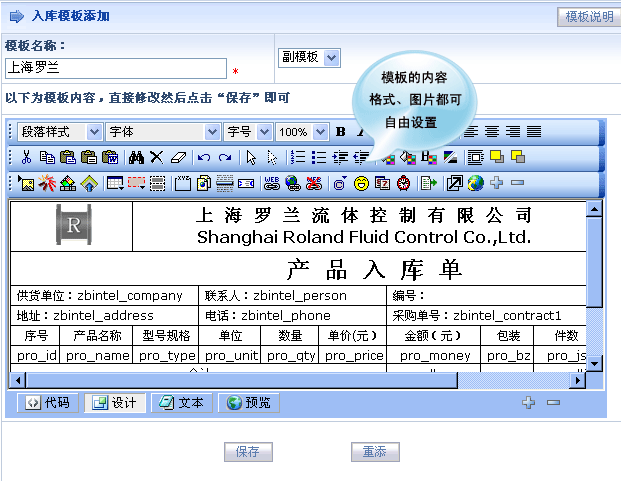 入库模板添加
模板说明
模板名称：
上海罗兰 *
副模板
模板的内容
格式、图片都可
自由设置
以下为模板内容，直接修改然后点击“保存”即可
段落样式 字体 字号 100% B
R
上海罗兰流体控制有限公司
Shanghai Roland Fluid Control Co.,Ltd.
产品入库单
供货单位：zbintel_company 联系人：zbintel_person 编号：
地址：zbintel_address 电话：zbintel_phone 采购单号：zbintel_contract1
序号 产品名称 型号规格 单位 数量 单价(元) 金额（元） 包装 件数
pro_id pro_name pro_type pro_unit pro_qty pro_price pro_money pro_bz pro_js
代码 设计 文本 预览
保存 重添